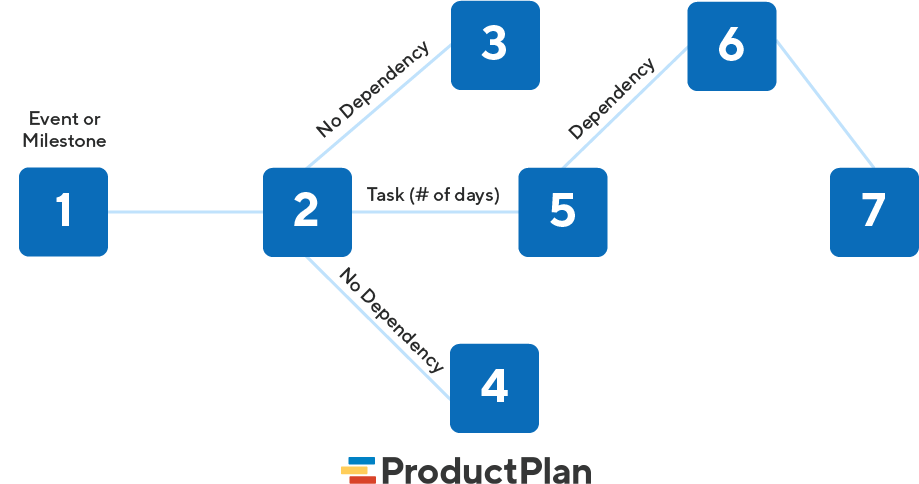 3
6
No Dependency
Dependency
Event or
Milestone
1
2
Task (# of days)
5
7
No Dependency
4
ProductPlan